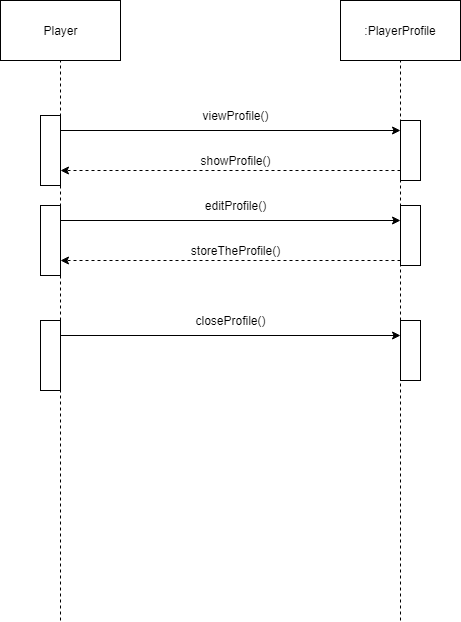 Player
:PlayerProfile
viewProfile()
showProfile()
editProfile()
storeTheProfile()
closeProfile()